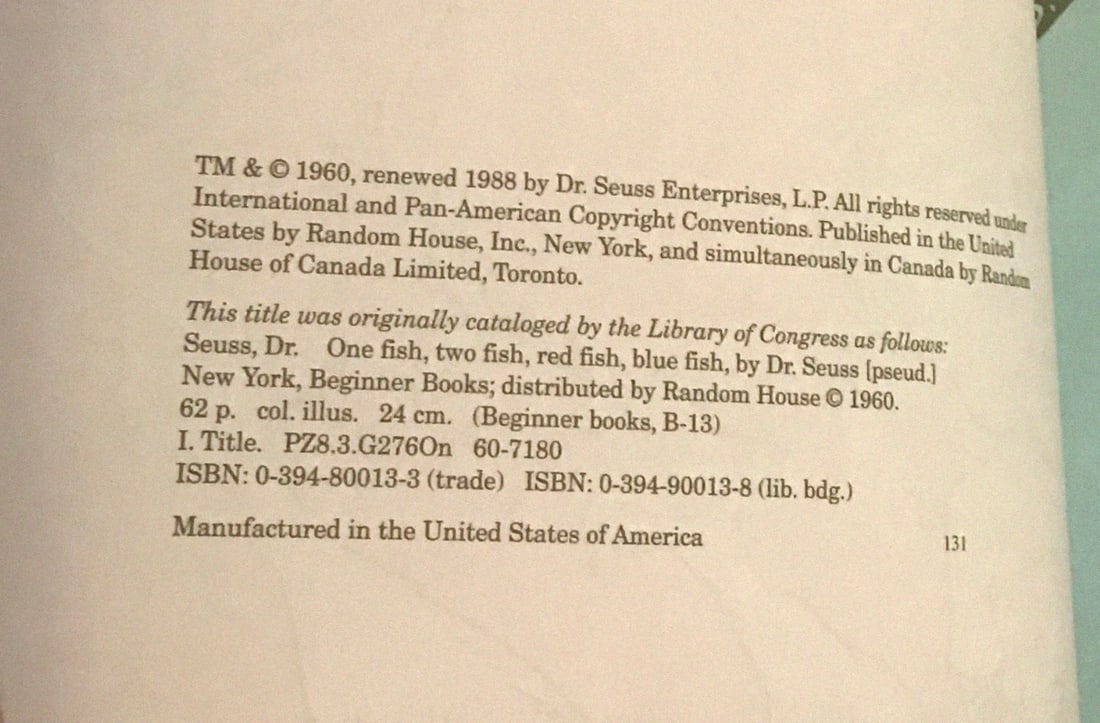 TM & © 1960, renewed 1988 by Dr. Seuss Enterprises, L.P. All rights reserved under
International and Pan-American Copyright Conventions. Published in the United
States by Random House, Inc., New York, and simultaneously in Canada by Random
House of Canada Limited, Toronto.
This title was originally cataloged by the Library of Congress as follows:
Seuss, Dr. One fish, two fish, red fish, blue fish, by Dr. Seuss [pseud.]
New York, Beginner Books; distributed by Random House © 1960.
62 p. col. illus. 24 cm. (Beginner books, B-13)
I. Title. PZ8.3.G276On 60-7180
ISBN: 0-394-80013-3 (trade) ISBN: 0-394-90013-8 (lib. bdg.)
Manufactured in the United States of America 131